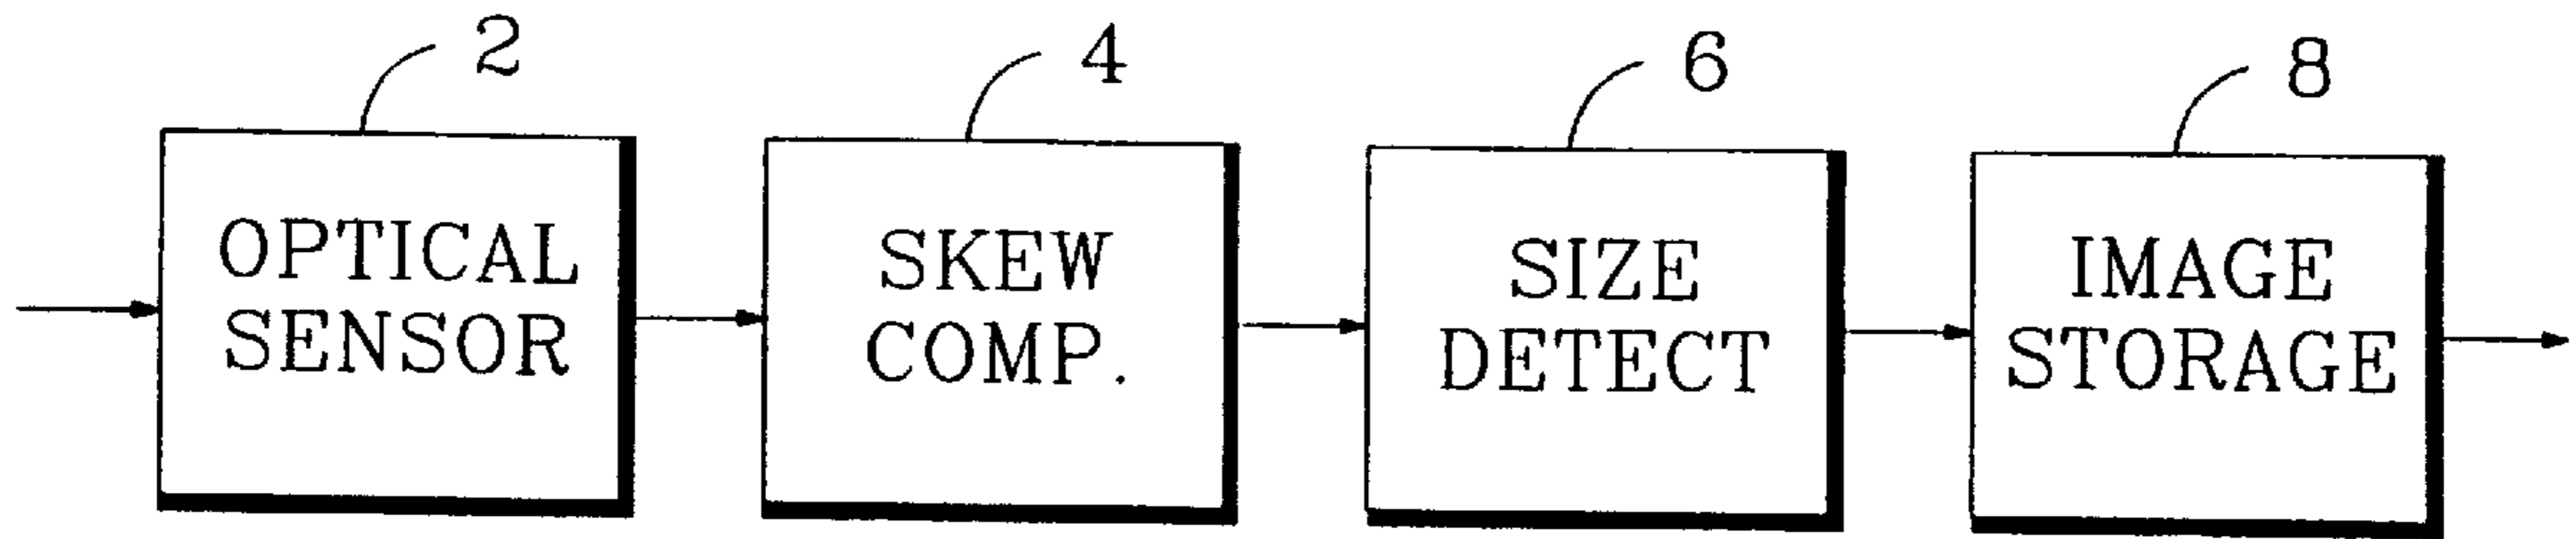 2
4
6
8
OPTICAL
SENSOR
SKEW
COMP.
SIZE
DETECT
IMAGE
STORAGE